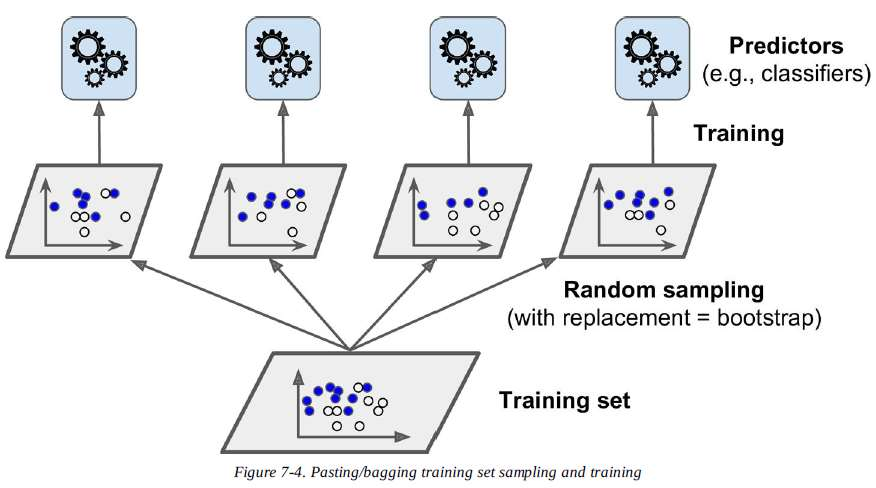 Predictors
(e.g., classifiers)
Training
Random sampling
(with replacement = bootstrap)
Training set
Figure 7-4. Pasting/bagging training set sampling and training